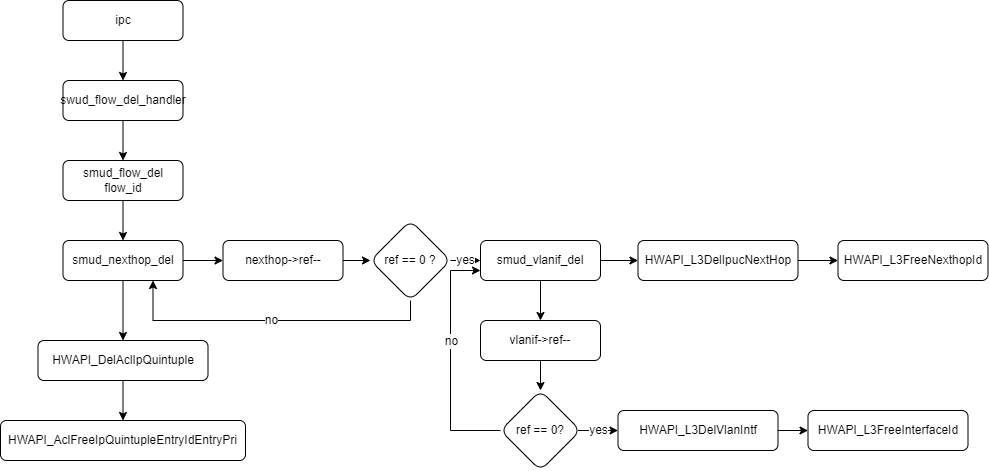 ipc
swud_flow_del_handler
smud_flow_del
flow_id
smud_nexthop_del
nexthop->ref--
ref == 0 ?
yes
smud_vlanif_del
HWAPI_L3DelIpucNextHop
HWAPI_L3FreeNexthopId
no
no
vlanif->ref--
HWAPI_DelAclIpQuintuple
ref == 0?
yes
HWAPI_L3DelVlanIntf
HWAPI_L3FreeInterfaceId
HWAPI_AclFreeIpQuintupleEntryIdEntryPri